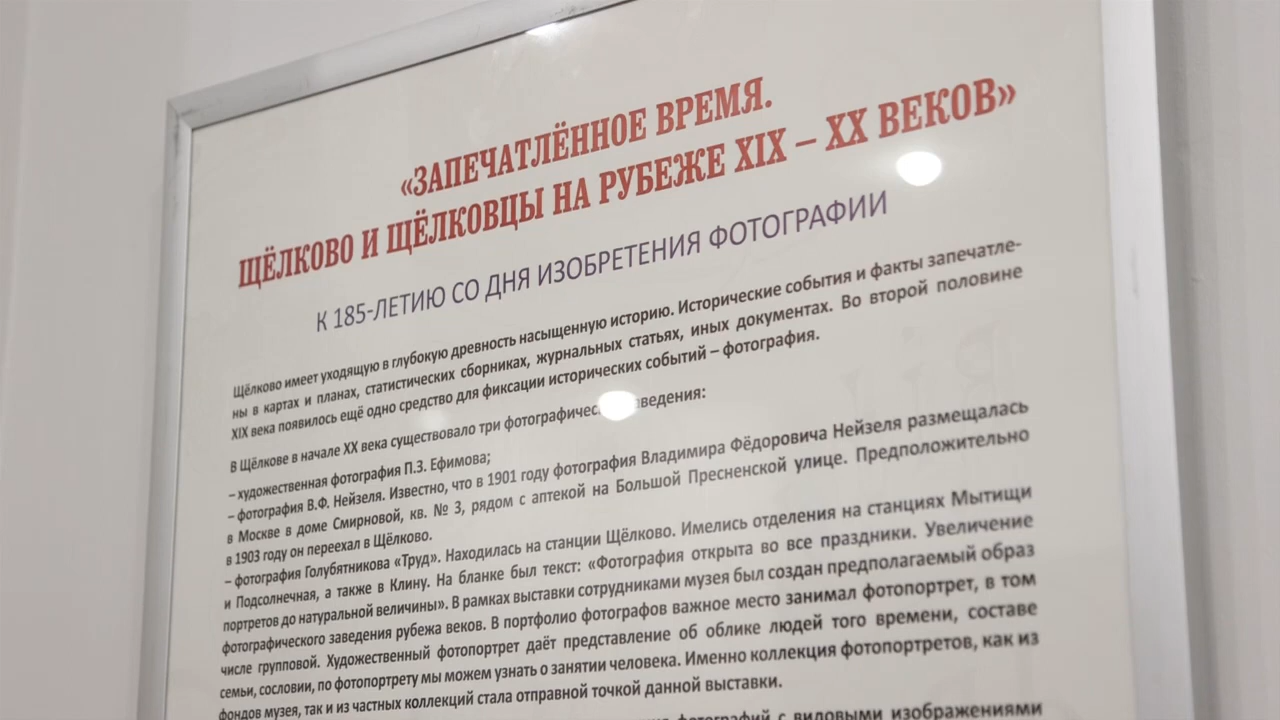 «ЗАПЕЧАТЛЁННОЕ ВРЕМЯ.
ЩЁЛКОВО И ЩЁЛКОВЦЫ НА РУБЕЖЕ XIX – XX ВЕКОВ»
К 185-ЛЕТИЮ СО ДНЯ ИЗОБРЕТЕНИЯ ФОТОГРАФИИ
Щёлково имеет уходящую в глубокую древность насыщенную историю. Исторические события и факты запечатле-
ны в картах и планах, статистических сборниках, журнальных статьях, иных документах. Во второй половине
XIX века появилось ещё одно средство для фиксации исторических событий – фотография.
В Щёлкове в начале XX века существовало три фотографичес заведения:
– художественная фотография П.З. Ефимова;
– фотография В.Ф. Нейзеля. Известно, что в 1901 году фотография Владимира Фёдоровича Нейзеля размещалась
в Москве в доме Смирновой, кв. № 3, рядом с аптекой на Большой Пресненской улице. Предположительно
в 1903 году он переехал в Щёлково.
– фотография Голубятникова «Труд». Находилась на станции Щёлково. Имелись отделения на станциях Мытищи
и Подсолнечная, а также в Клину. На бланке был текст: «Фотография открыта во все праздники. Увеличение
портретов до натуральной величины». В рамках выставки сотрудниками музея был создан предполагаемый образ
фотографического заведения рубежа веков. В портфолио фотографов важное место занимал фотопортрет, в том
числе групповой. Художественный фотопортрет даёт представление об облике людей того времени, составе
семьи, сословии, по фотопортрету мы можем узнать о занятии человека. Именно коллекция фотопортретов, как из
фондов музея, так и из частных коллекций стала отправной точкой данной выставки.
фотографий с видовыми изображениями